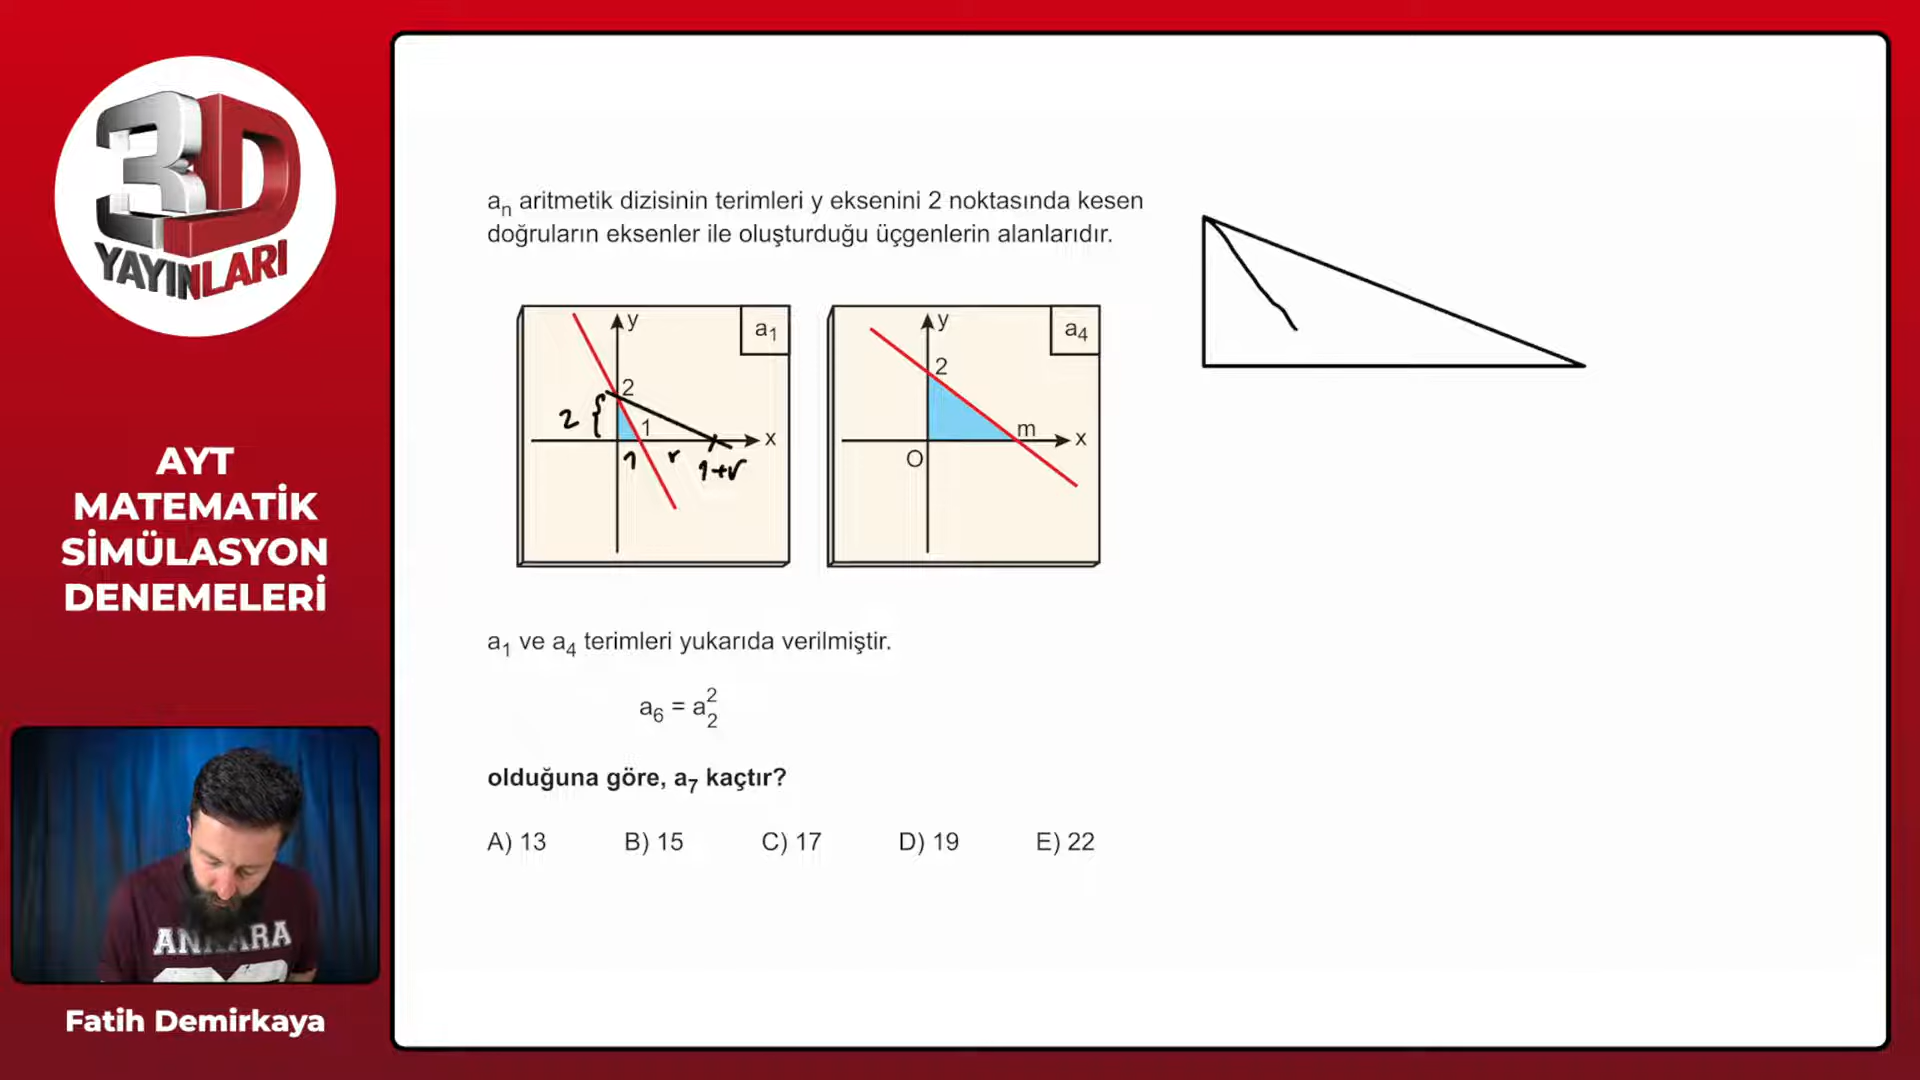 3D
YAYINLARI
AYT
MATEMATİK
SİMÜLASYON
DENEMELERİ
ANKARA
Fatih Demirkaya
aₙ aritmetik dizisinin terimleri y eksenini 2 noktasında kesen
doğruların eksenler ile oluşturduğu üçgenlerin alanlarıdır.
y
a₁
2
2
1
x
1
r
1+r
y
a₄
2
m
x
O
a₁ ve a₄ terimleri yukarıda verilmiştir.
a₆ = a₂²
olduğuna göre, a₇ kaçtır?
A) 13 B) 15 C) 17 D) 19 E) 22